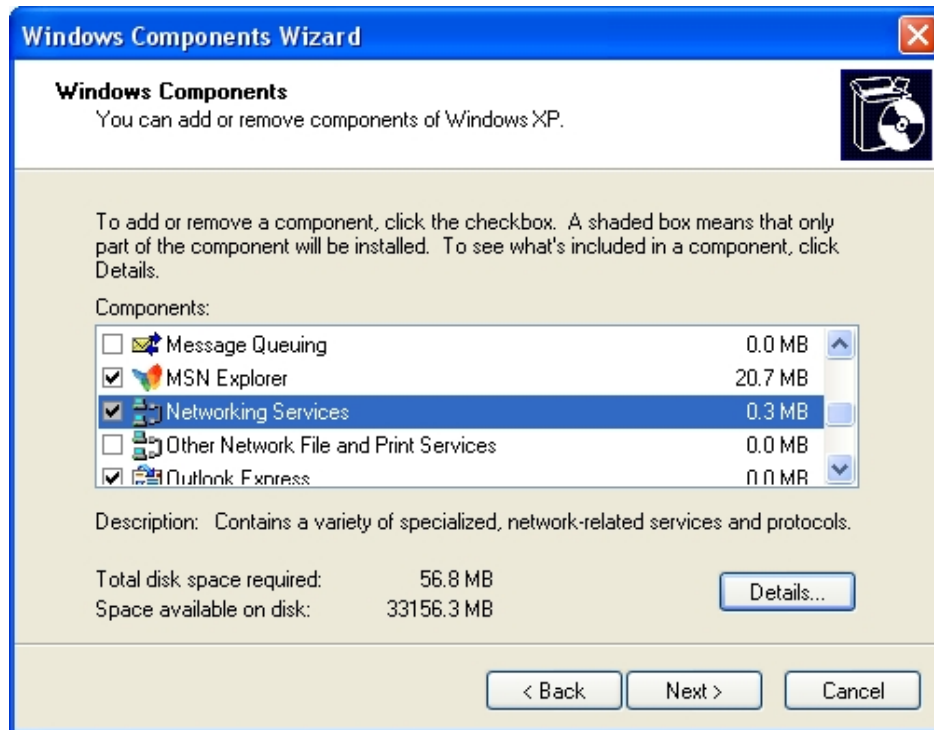 Windows Components Wizard
Windows Components
You can add or remove components of Windows XP.
To add or remove a component, click the checkbox. A shaded box means that only
part of the component will be installed. To see what's included in a component, click
Details.
Components:
Message Queuing 0.0 MB
MSN Explorer 20.7 MB
Networking Services 0.3 MB
Other Network File and Print Services 0.0 MB
Outlook Express 0.0 MB
Description: Contains a variety of specialized, network-related services and protocols.
Total disk space required: 56.8 MB
Space available on disk: 33156.3 MB
Details...
< Back Next > Cancel